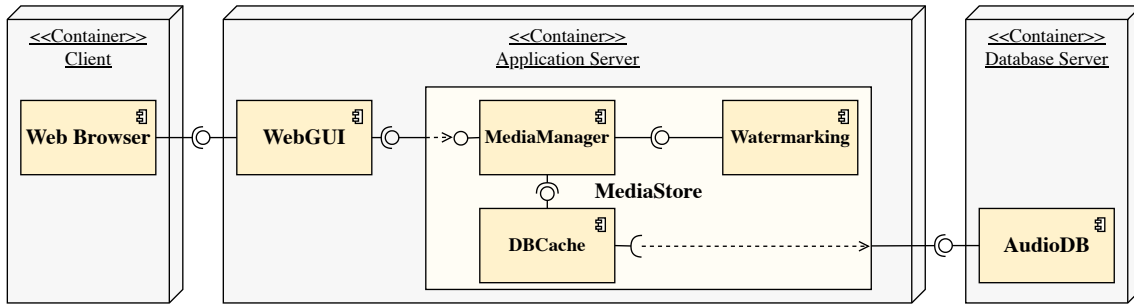 <<Container>>
Client
<<Container>>
Application Server
<<Container>>
Database Server
Web Browser
WebGUI
MediaManager
Watermarking
MediaStore
DBCache
AudioDB